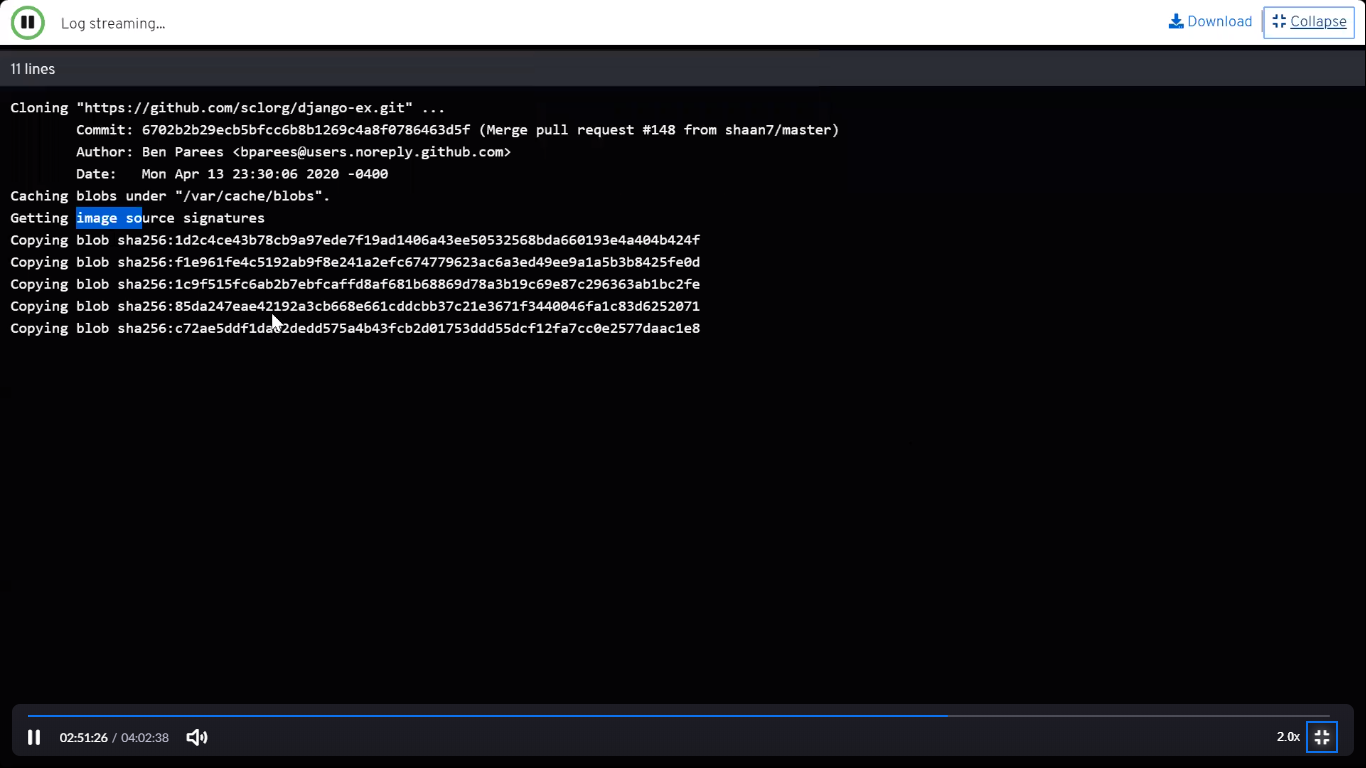 Log streaming...
Download
Collapse
11 lines
Cloning "https://github.com/sclorg/django-ex.git" ...
Commit: 6702b2b29ecb5bfcc6b8b1269c4a8f0786463d5f (Merge pull request #148 from shaan7/master)
Author: Ben Parees <bparees@users.noreply.github.com>
Date: Mon Apr 13 23:30:06 2020 -0400
Caching blobs under "/var/cache/blobs".
Getting image source signatures
Copying blob sha256:1d2c4ce43b78cb9a97ede7f19ad1406a43ee50532568bda660193e4a404b424f
Copying blob sha256:f1e961fe4c5192ab9f8e241a2efc674779623ac6a3ed49ee9a1a5b3b8425fe0d
Copying blob sha256:1c9f515fc6ab2b7ebfcaffd8af681b68869d78a3b19c69e87c296363ab1bc2fe
Copying blob sha256:85da247eae42192a3cb668e661cddcbb37c21e3671f3440046fa1c83d6252071
Copying blob
02:51:26 / 04:02:38
2.0x